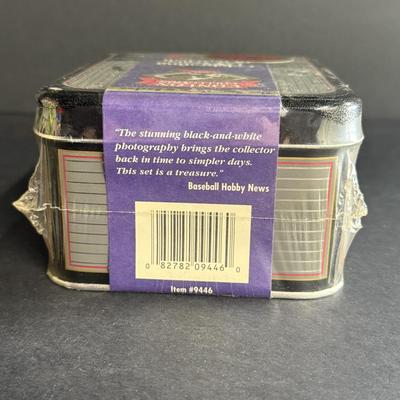 "The stunning black-and-white
photography brings the collector
back in time to simpler days.
This set is a treasure."
Baseball Hobby News
0 82782 09446 0
Item #9446